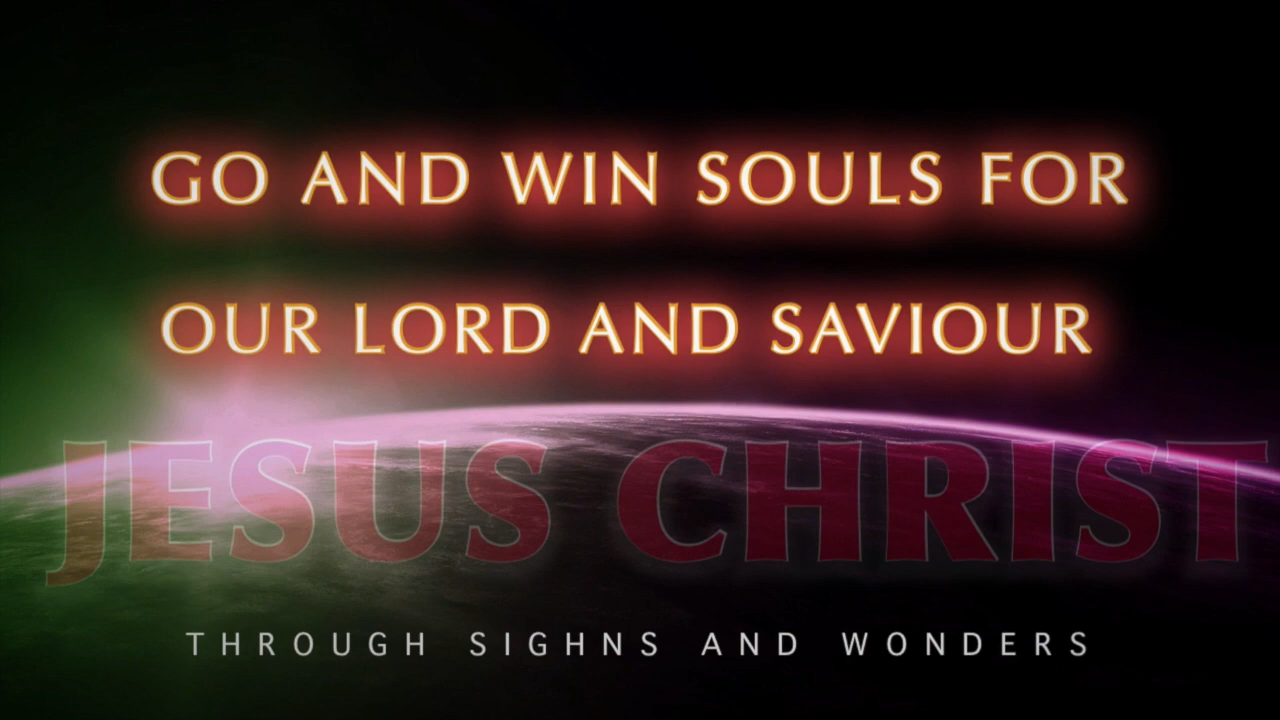 GO AND WIN SOULS FOR
OUR LORD AND SAVIOUR
JESUS CHRIST
THROUGH SIGHNS AND WONDERS